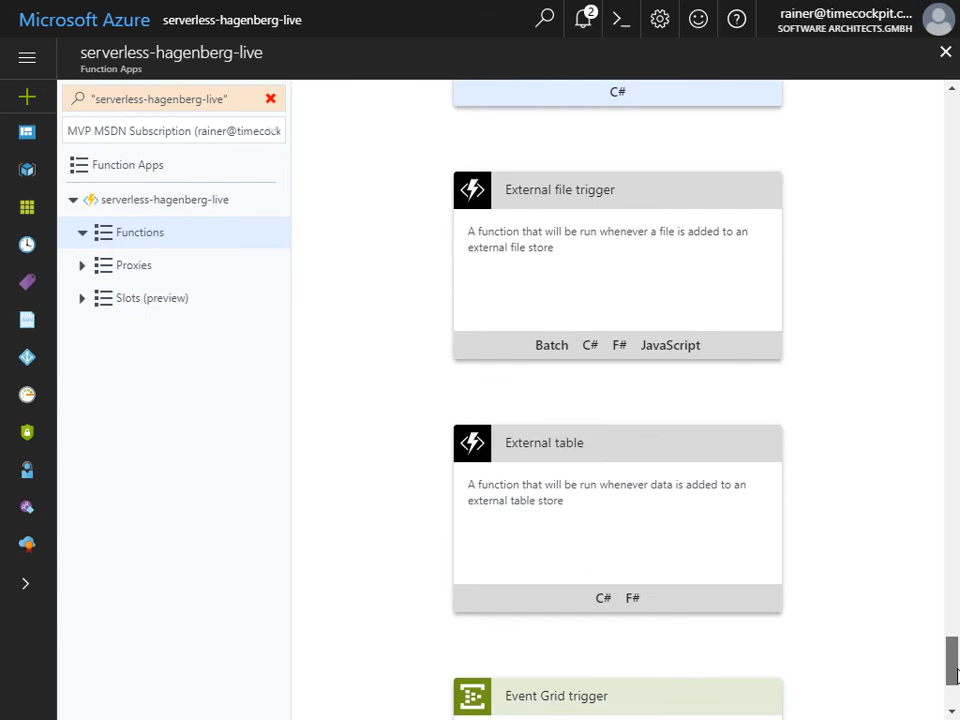 Microsoft Azure
serverless-hagenberg-live
2
rainer@timecockpit.c...
SOFTWARE ARCHITECTS.GMBH
serverless-hagenberg-live
Function Apps
"serverless-hagenberg-live"
MVP MSDN Subscription (rainer@timecock
Function Apps
serverless-hagenberg-live
Functions
Proxies
Slots (preview)
C#
External file trigger
A function that will be run whenever a file is added to an
external file store
Batch C# F# JavaScript
External table
A function that will be run whenever data is added to an
external table store
C# F#
Event Grid trigger